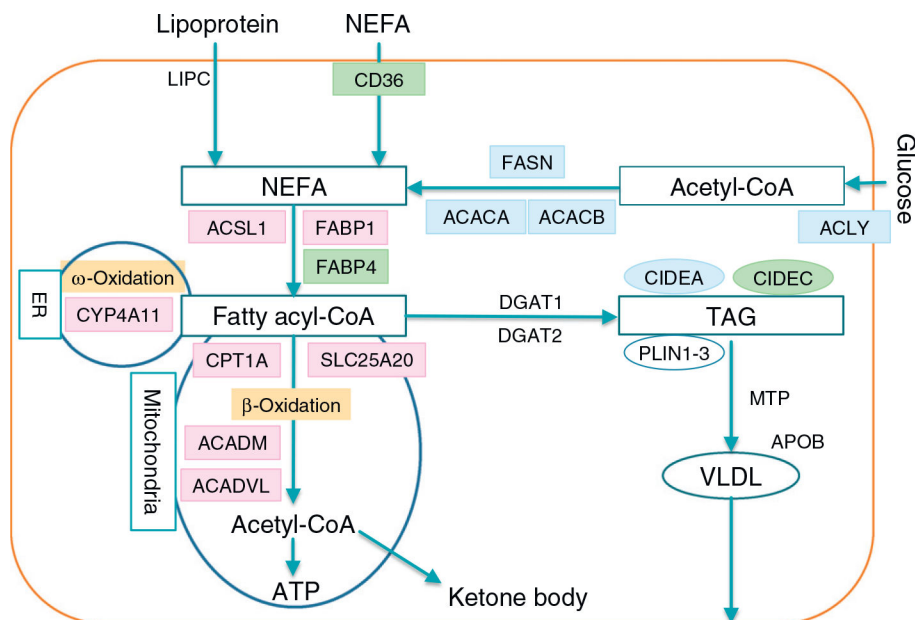 Lipoprotein
NEFA
LIPC
CD36
Glucose
FASN
NEFA
Acetyl-CoA
ACACA
ACACB
ACLY
ACSL1
FABP1
FABP4
ω-Oxidation
CIDEA
CIDEC
ER
CYP4A11
Fatty acyl-CoA
DGAT1
DGAT2
TAG
CPT1A
SLC25A20
PLIN1-3
Mitochondria
β-Oxidation
MTP
ACADM
APOB
ACADVL
VLDL
Acetyl-CoA
ATP
Ketone body